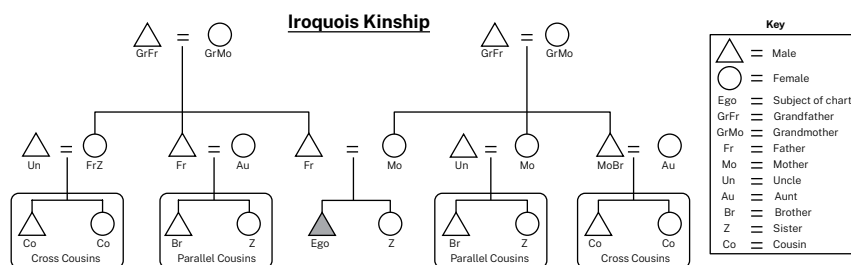 Iroquois Kinship
GrFr = GrMo
GrFr = GrMo
Un = FrZ
Fr = Au
Fr = Mo
Un = Mo
MoBr = Au
Co Co
Br Z
Ego Z
Br Z
Co Co
Cross Cousins
Parallel Cousins
Parallel Cousins
Cross Cousins
Key
= Male
= Female
Ego = Subject of chart
GrFr = Grandfather
GrMo = Grandmother
Fr = Father
Mo = Mother
Un = Uncle
Au = Aunt
Br = Brother
Z = Sister
Co = Cousin